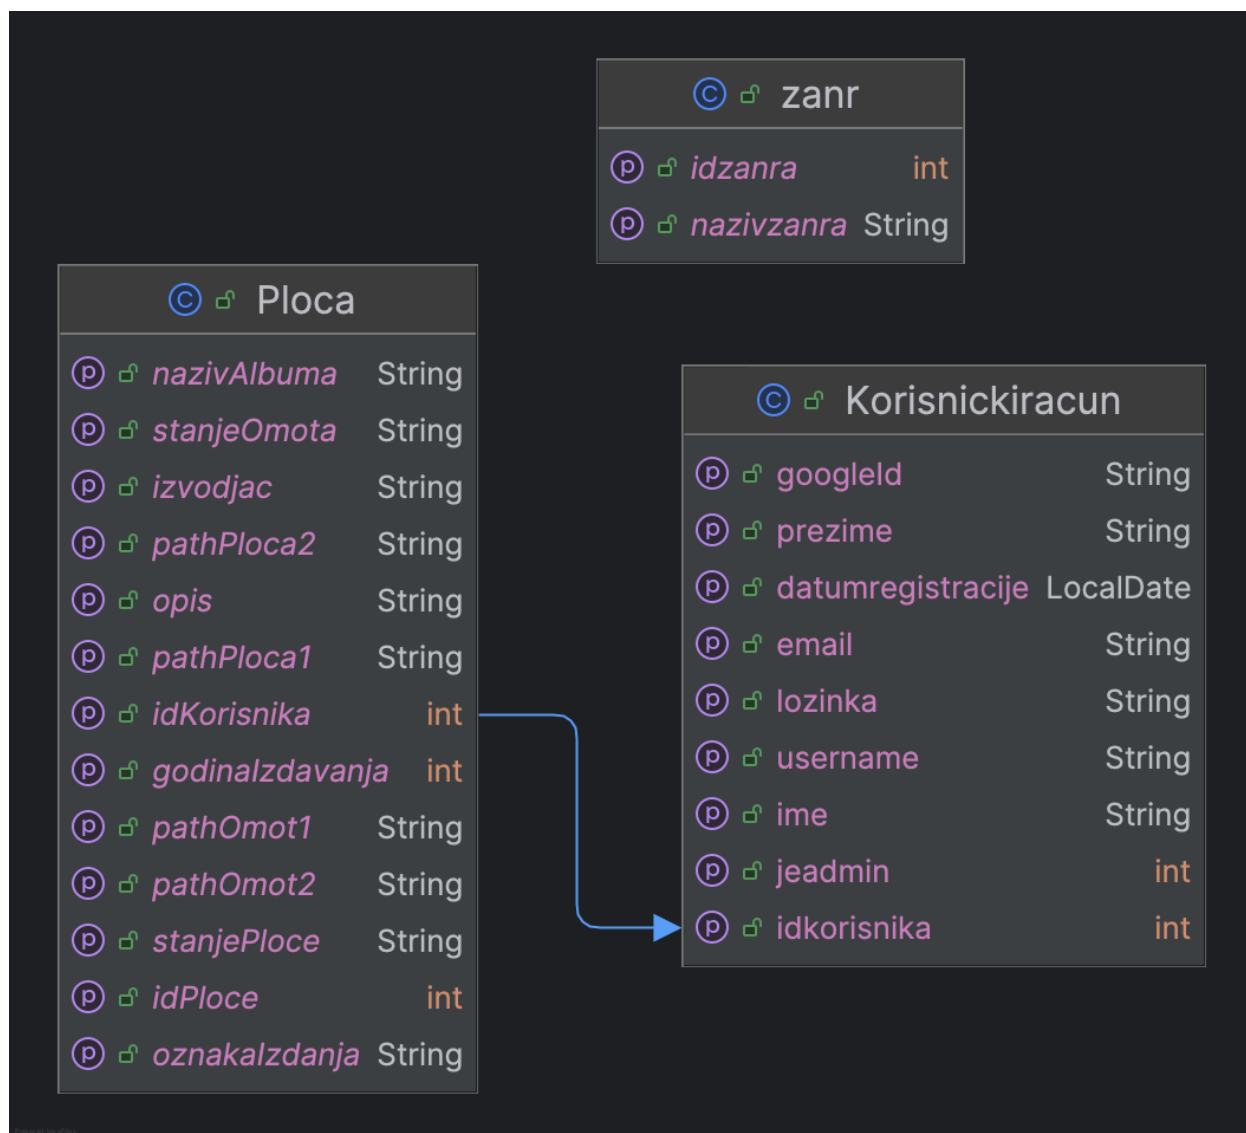 C zanr
p idzanra int
p nazivzanra String
C Ploca
p nazivAlbuma String
p stanjeOmota String
p izvodjac String
p pathPloca2 String
p opis String
p pathPloca1 String
p idKorisnika int
p godinaIzdavanja int
p pathOmot1 String
p pathOmot2 String
p stanjePloce String
p idPloce int
p oznakaIzdanja String
C Korisnickiracun
p googleId String
p prezime String
p datumregistracije LocalDate
p email String
p lozinka String
p username String
p ime String
p jeadmin int
p idkorisnika int